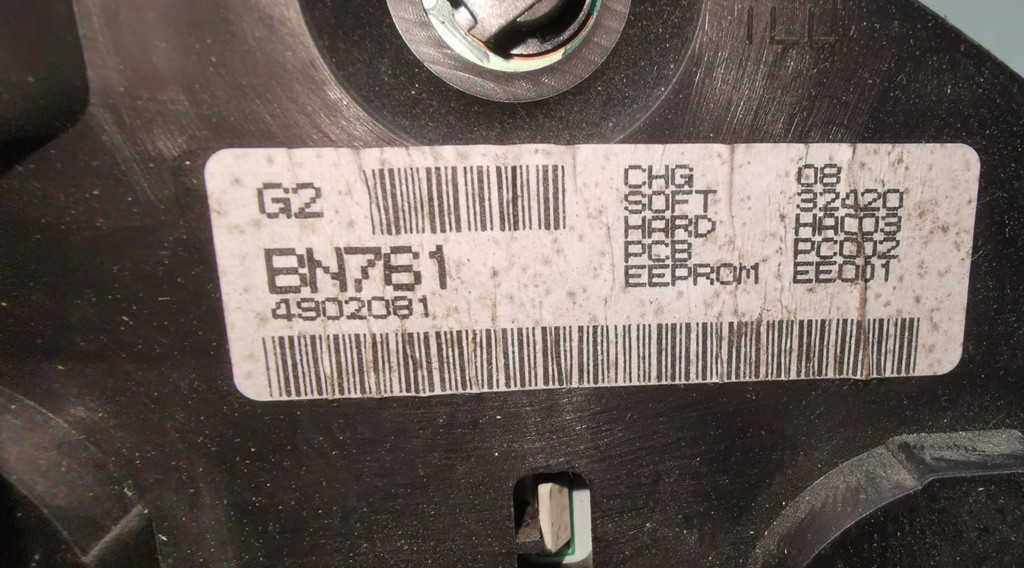 G2
BN761
4902081
CHG 08
SOFT 32420
HARD HAC03
PCB PC002
EEPROM EE001